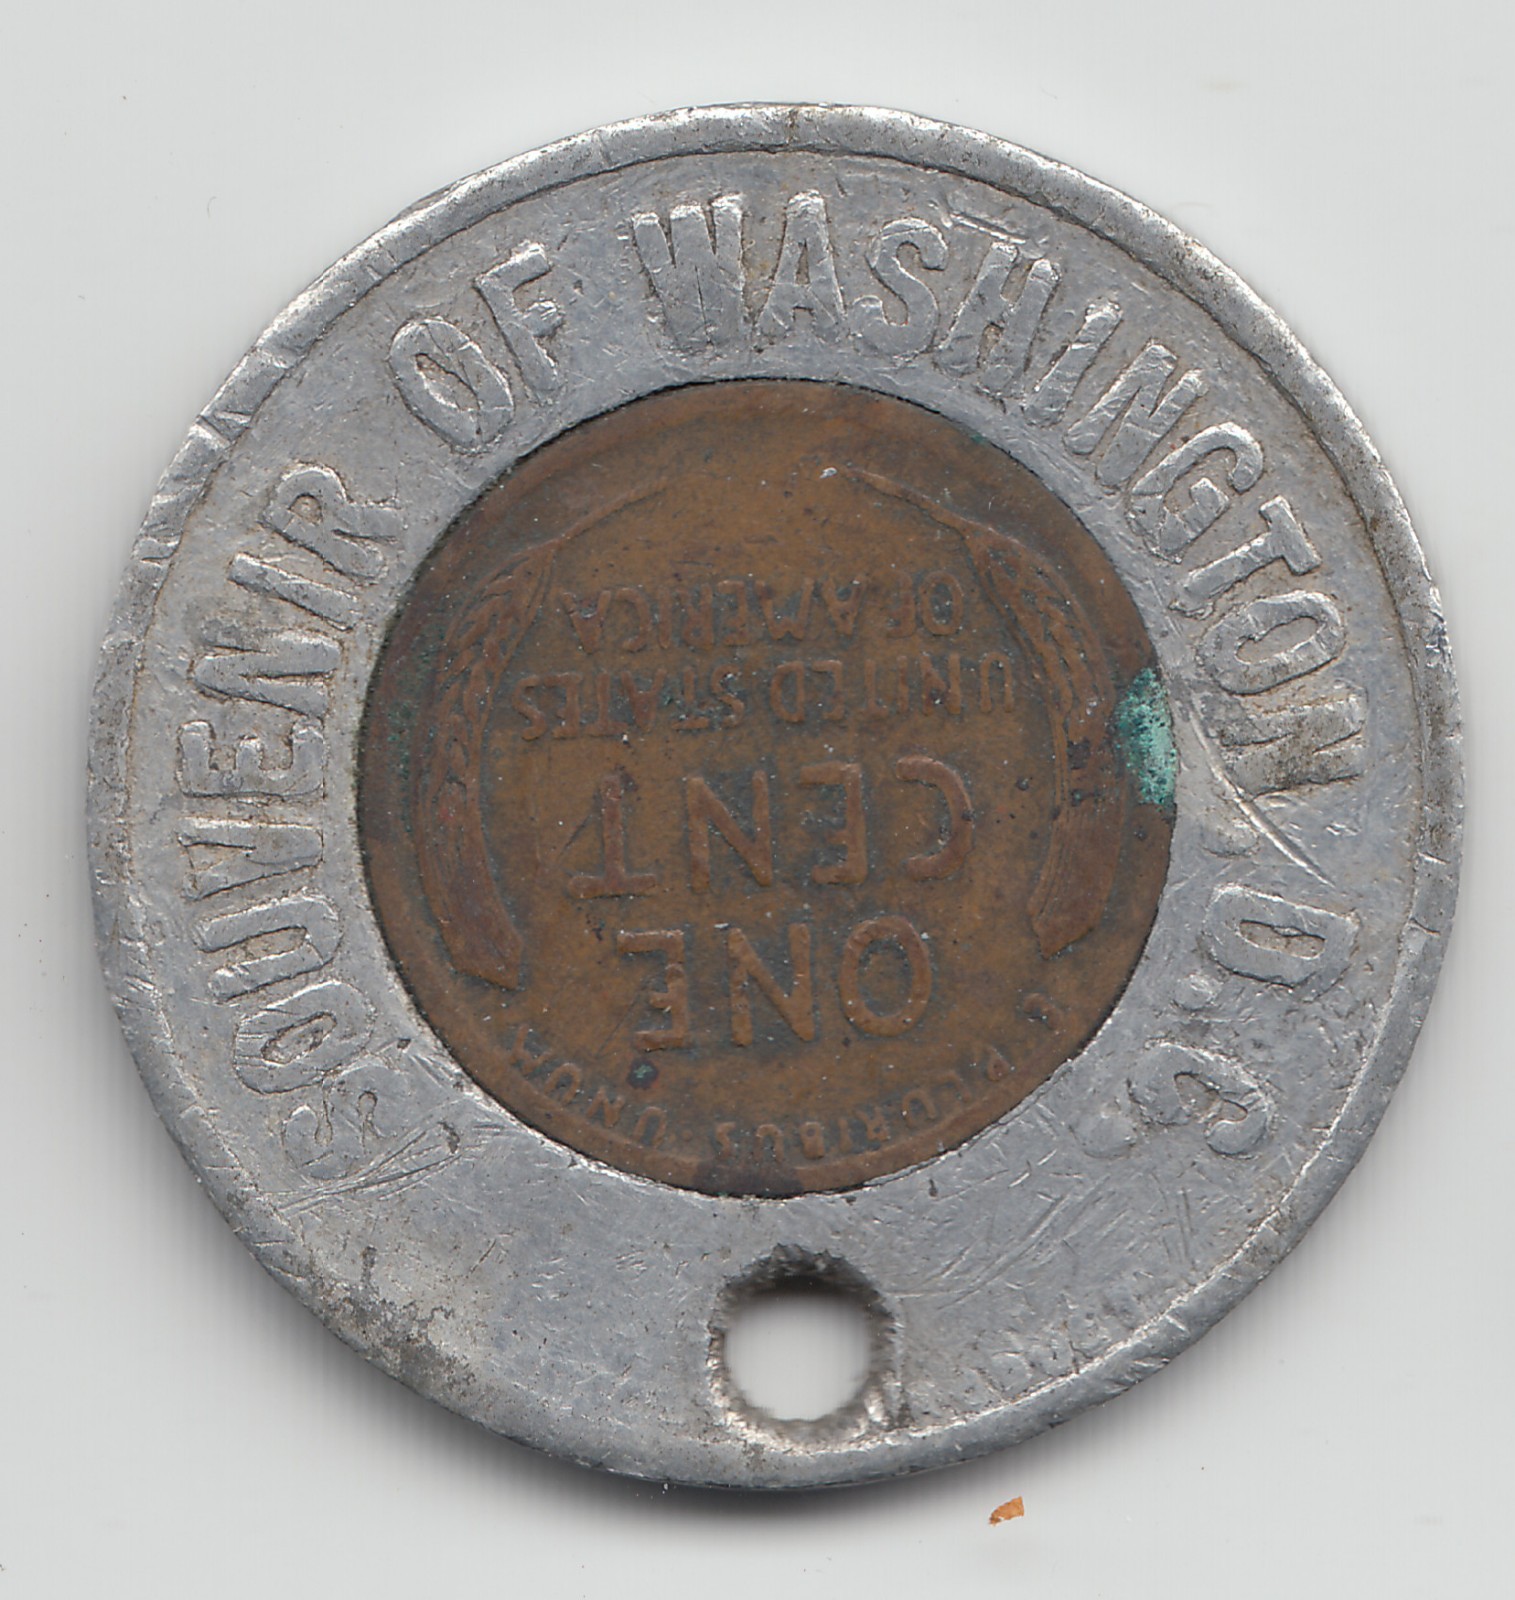 SOUVENIR OF WASHINGTON, D.C.
E · PLURIBUS · UNUM
ONE
CENT
UNITED STATES
OF AMERICA